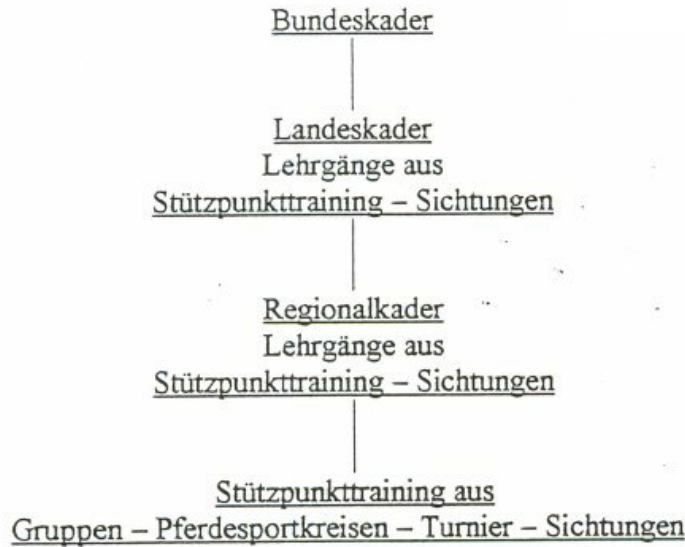 Bundeskader
Landeskader
Lehrgänge aus
Stützpunkttraining – Sichtungen
Regionalkader
Lehrgänge aus
Stützpunkttraining – Sichtungen
Stützpunkttraining aus
Gruppen – Pferdesportkreisen – Turnier – Sichtungen